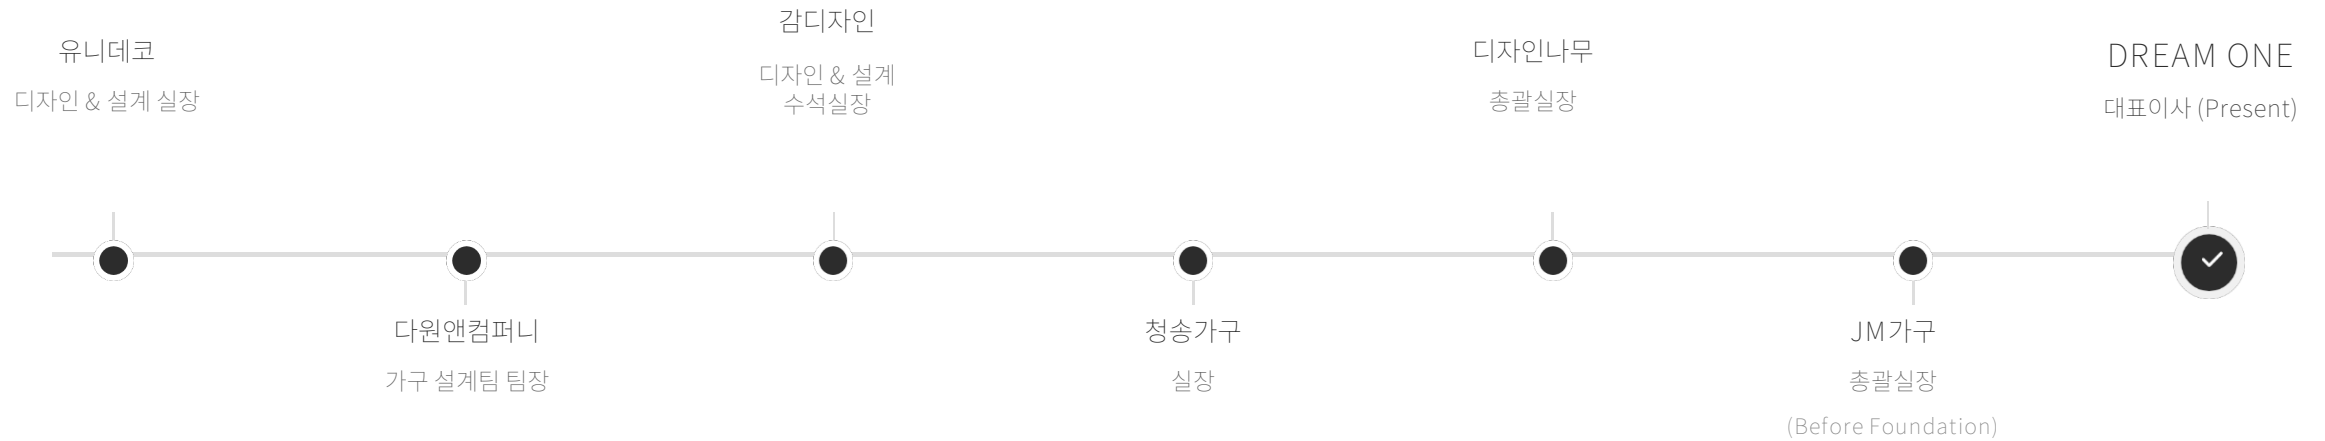 유니데코
디자인 & 설계 실장
다원앤컴퍼니
가구 설계팀 팀장
감디자인
디자인 & 설계
수석실장
청송가구
실장
디자인나무
총괄실장
JM가구
총괄실장
(Before Foundation)
DREAM ONE
대표이사 (Present)